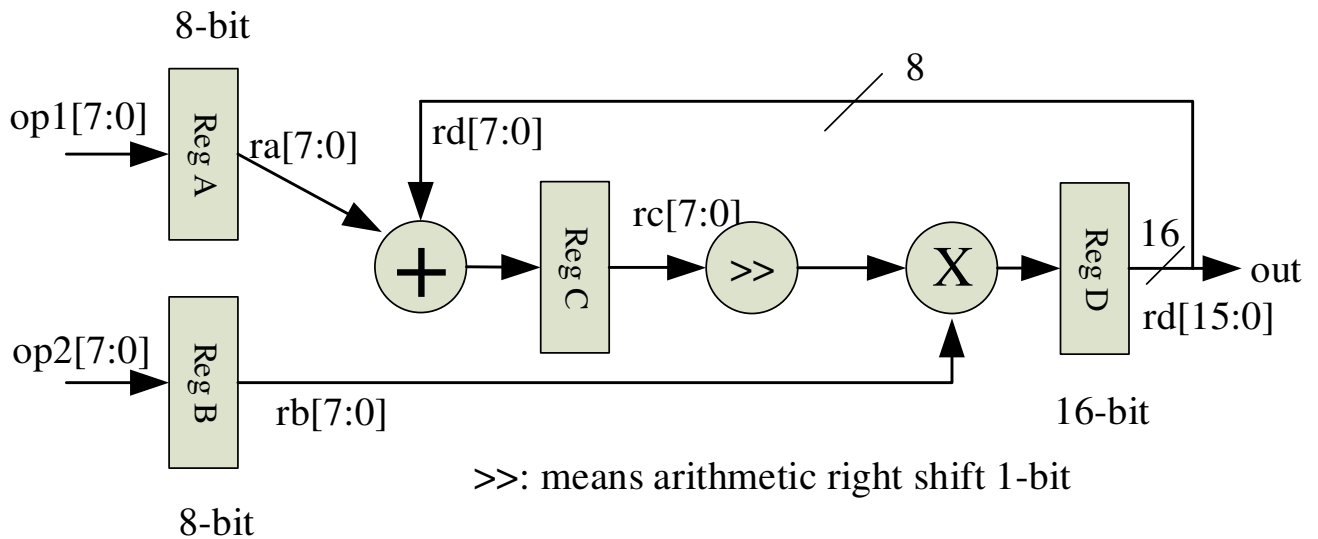 8-bit
8
op1[7:0]
Reg A
ra[7:0]
rd[7:0]
+
Reg C
rc[7:0]
>>
X
Reg D
16
out
rd[15:0]
op2[7:0]
Reg B
rb[7:0]
16-bit
>>: means arithmetic right shift 1-bit
8-bit